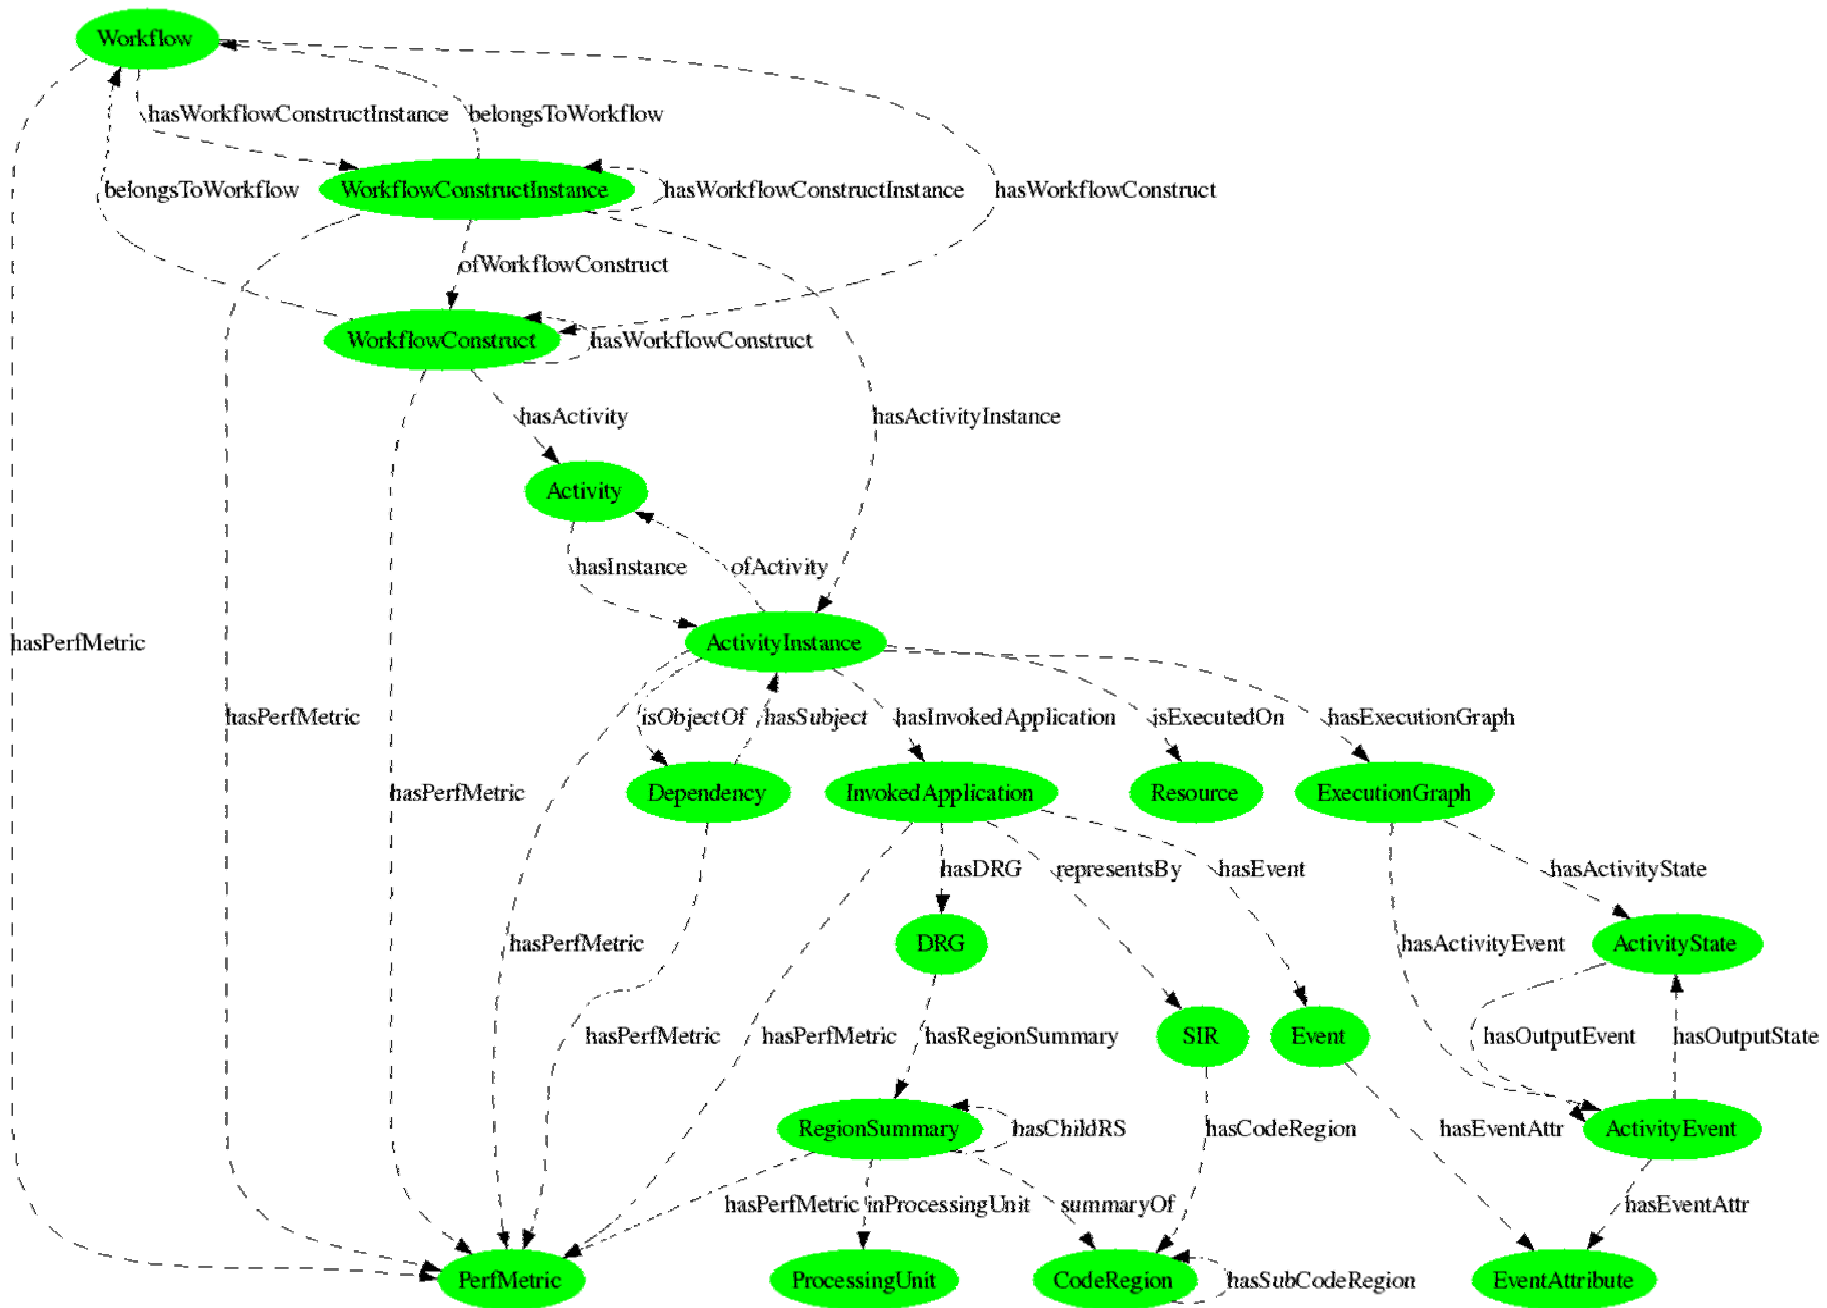 Workflow
hasWorkflowConstructInstance
belongsToWorkflow
belongsToWorkflow
WorkflowConstructInstance
hasWorkflowConstructInstance
hasWorkflowConstruct
ofWorkflowConstruct
WorkflowConstruct
hasWorkflowConstruct
hasActivity
hasActivityInstance
Activity
hasInstance
ofActivity
hasPerfMetric
ActivityInstance
hasPerfMetric
isObjectOf
hasSubject
hasInvokedApplication
isExecutedOn
hasExecutionGraph
hasPerfMetric
Dependency
InvokedApplication
Resource
ExecutionGraph
hasDRG
representsBy
hasEvent
hasActivityState
hasPerfMetric
DRG
hasActivityEvent
ActivityState
hasPerfMetric
hasPerfMetric
hasRegionSummary
SIR
Event
hasOutputEvent
hasOutputState
RegionSummary
hasChildRS
hasCodeRegion
hasEventAttr
ActivityEvent
hasPerfMetric
inProcessingUnit
summaryOf
hasEventAttr
PerfMetric
ProcessingUnit
CodeRegion
hasSubCodeRegion
EventAttribute